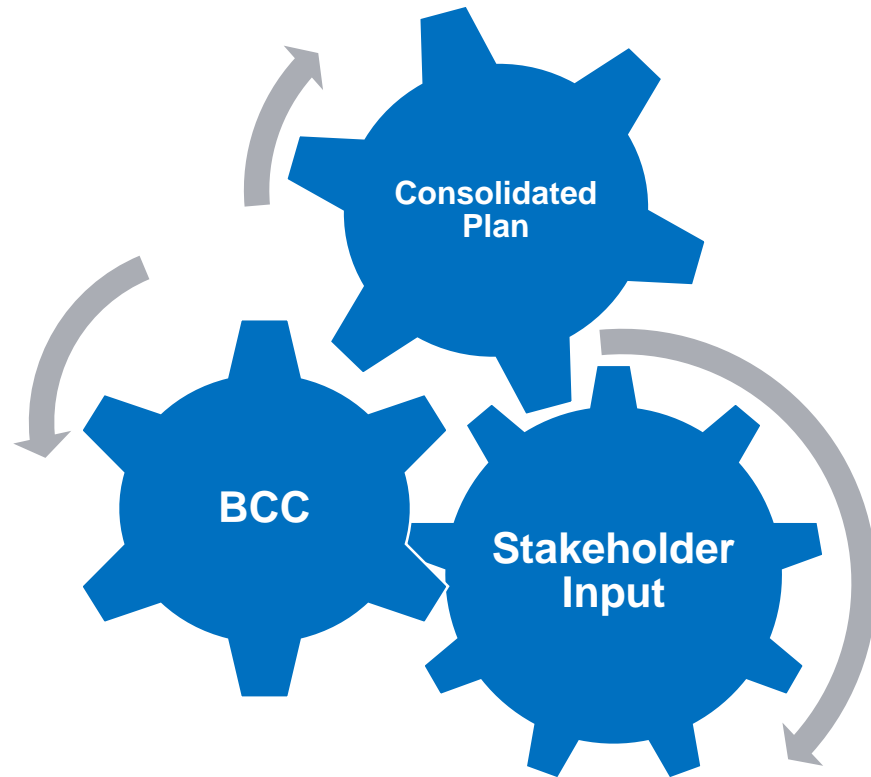 Consolidated
Plan
BCC
Stakeholder
Input